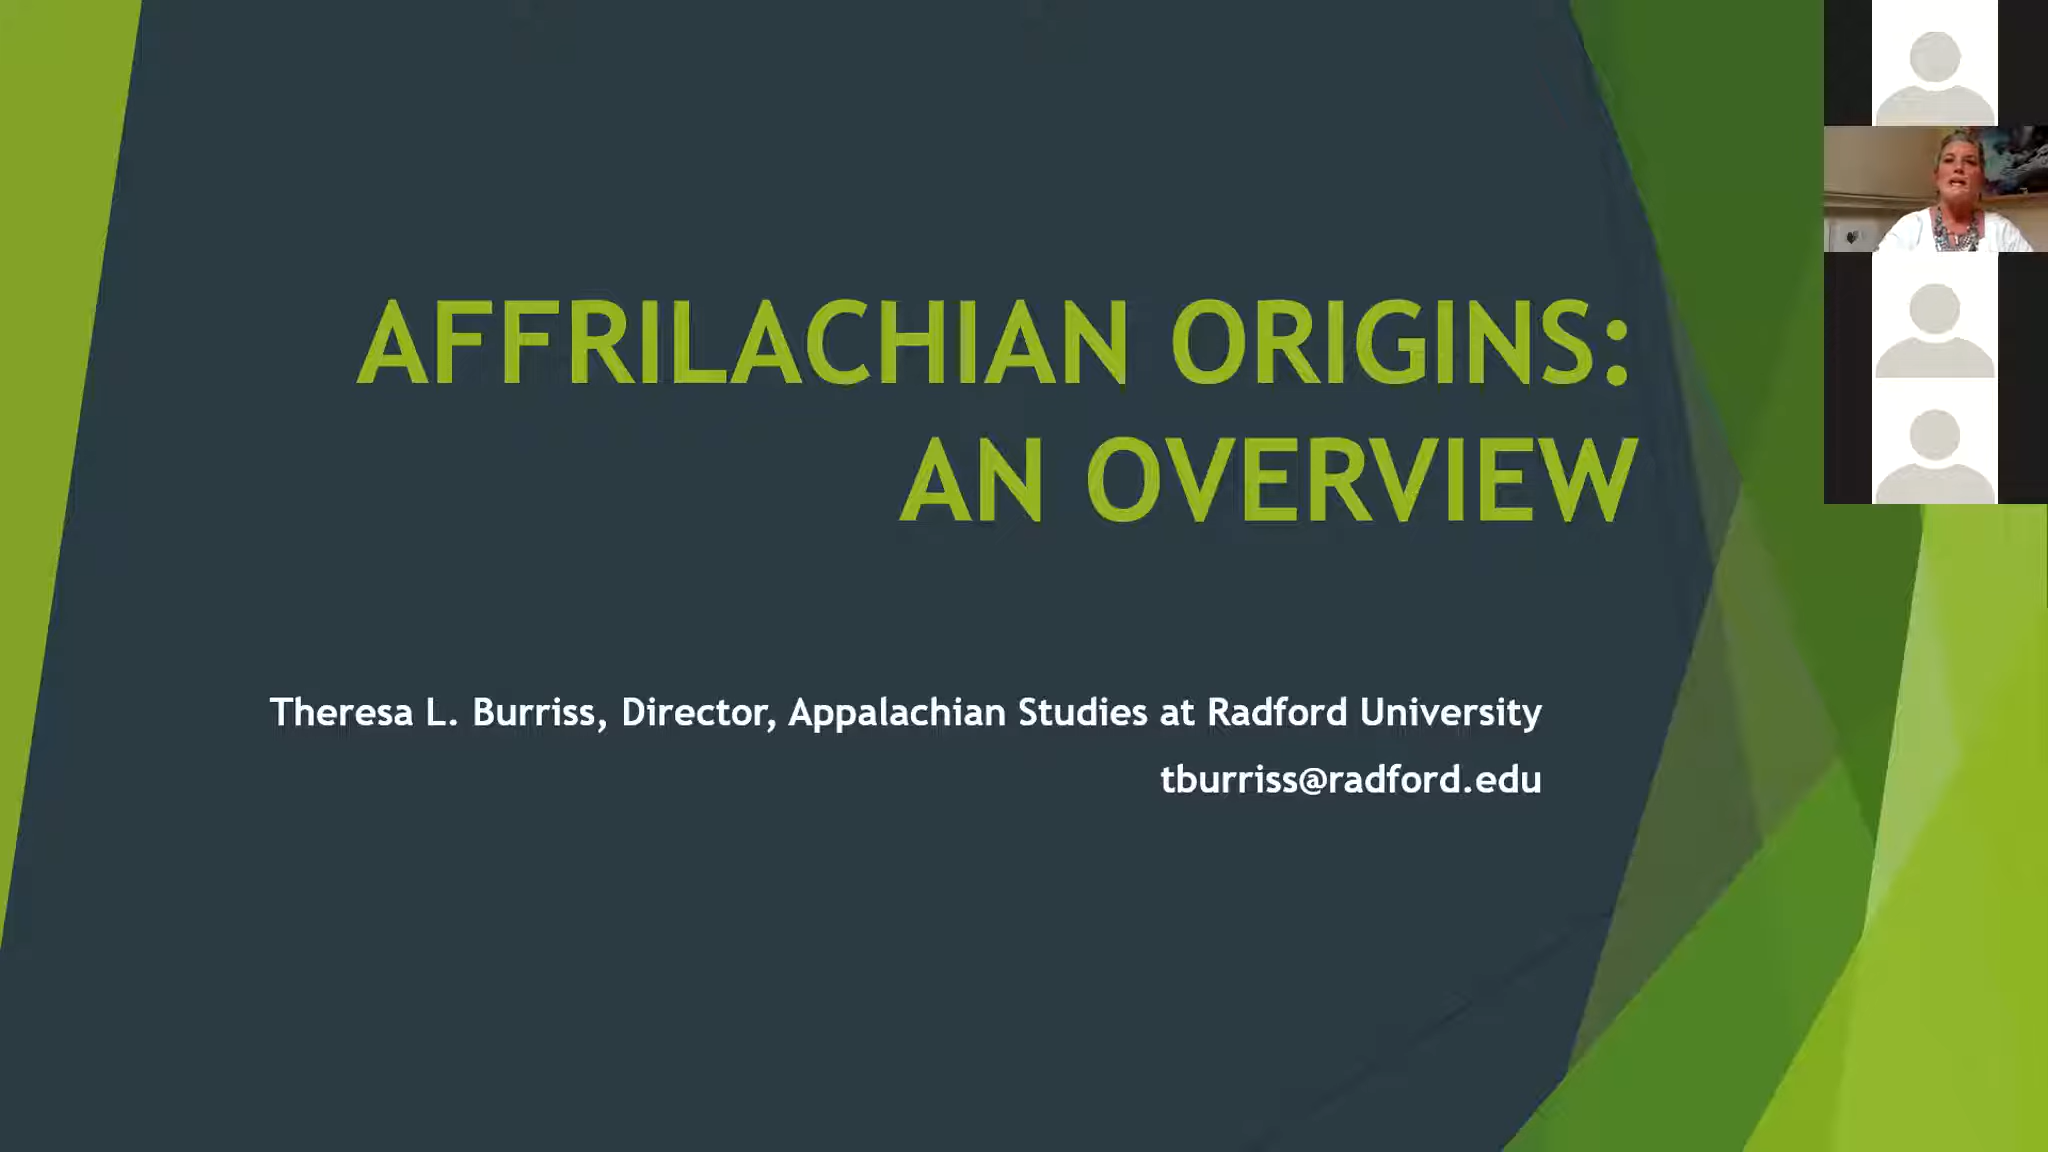 AFFRILACHIAN ORIGINS:
AN OVERVIEW
Theresa L. Burriss, Director, Appalachian Studies at Radford University
tburriss@radford.edu